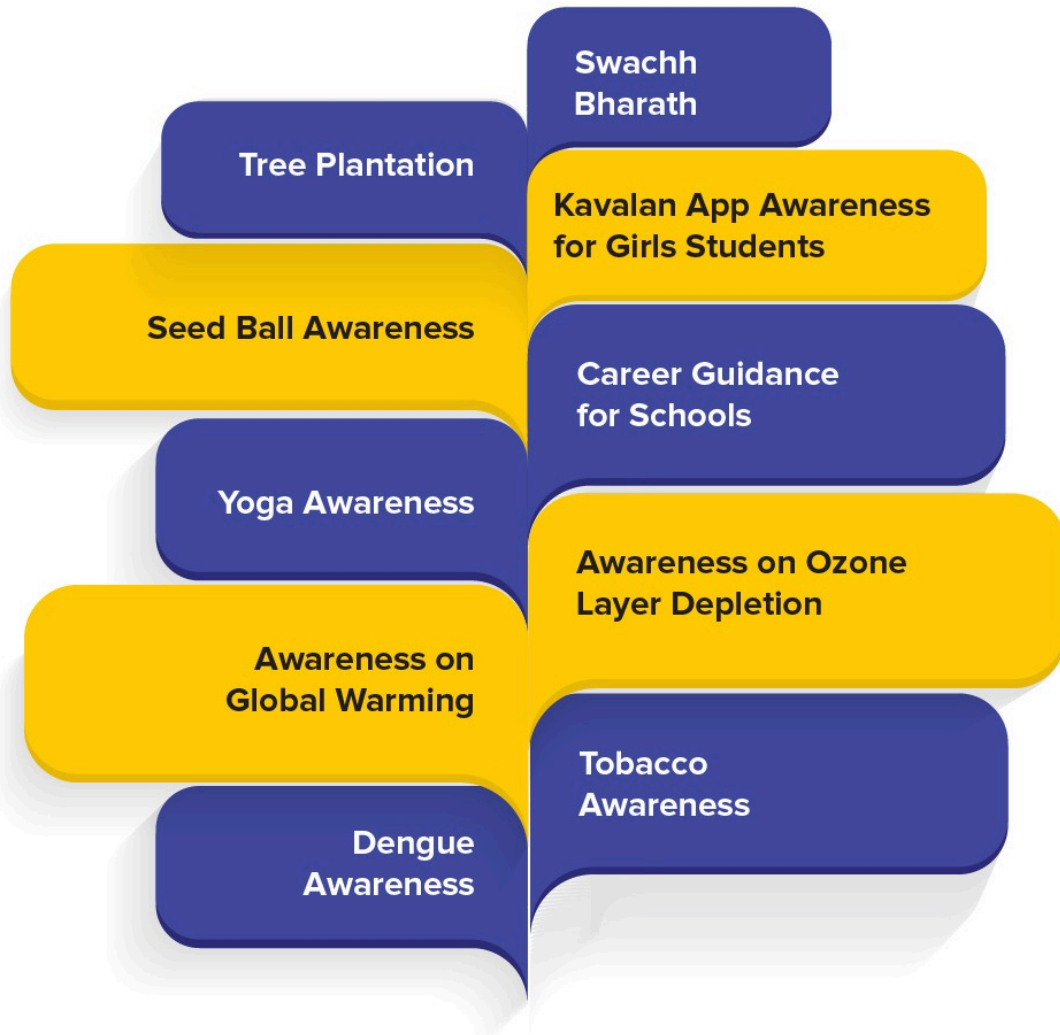 Swachh
Bharath
Tree Plantation
Kavalan App Awareness
for Girls Students
Seed Ball Awareness
Career Guidance
for Schools
Yoga Awareness
Awareness on Ozone
Layer Depletion
Awareness on
Global Warming
Tobacco
Awareness
Dengue
Awareness